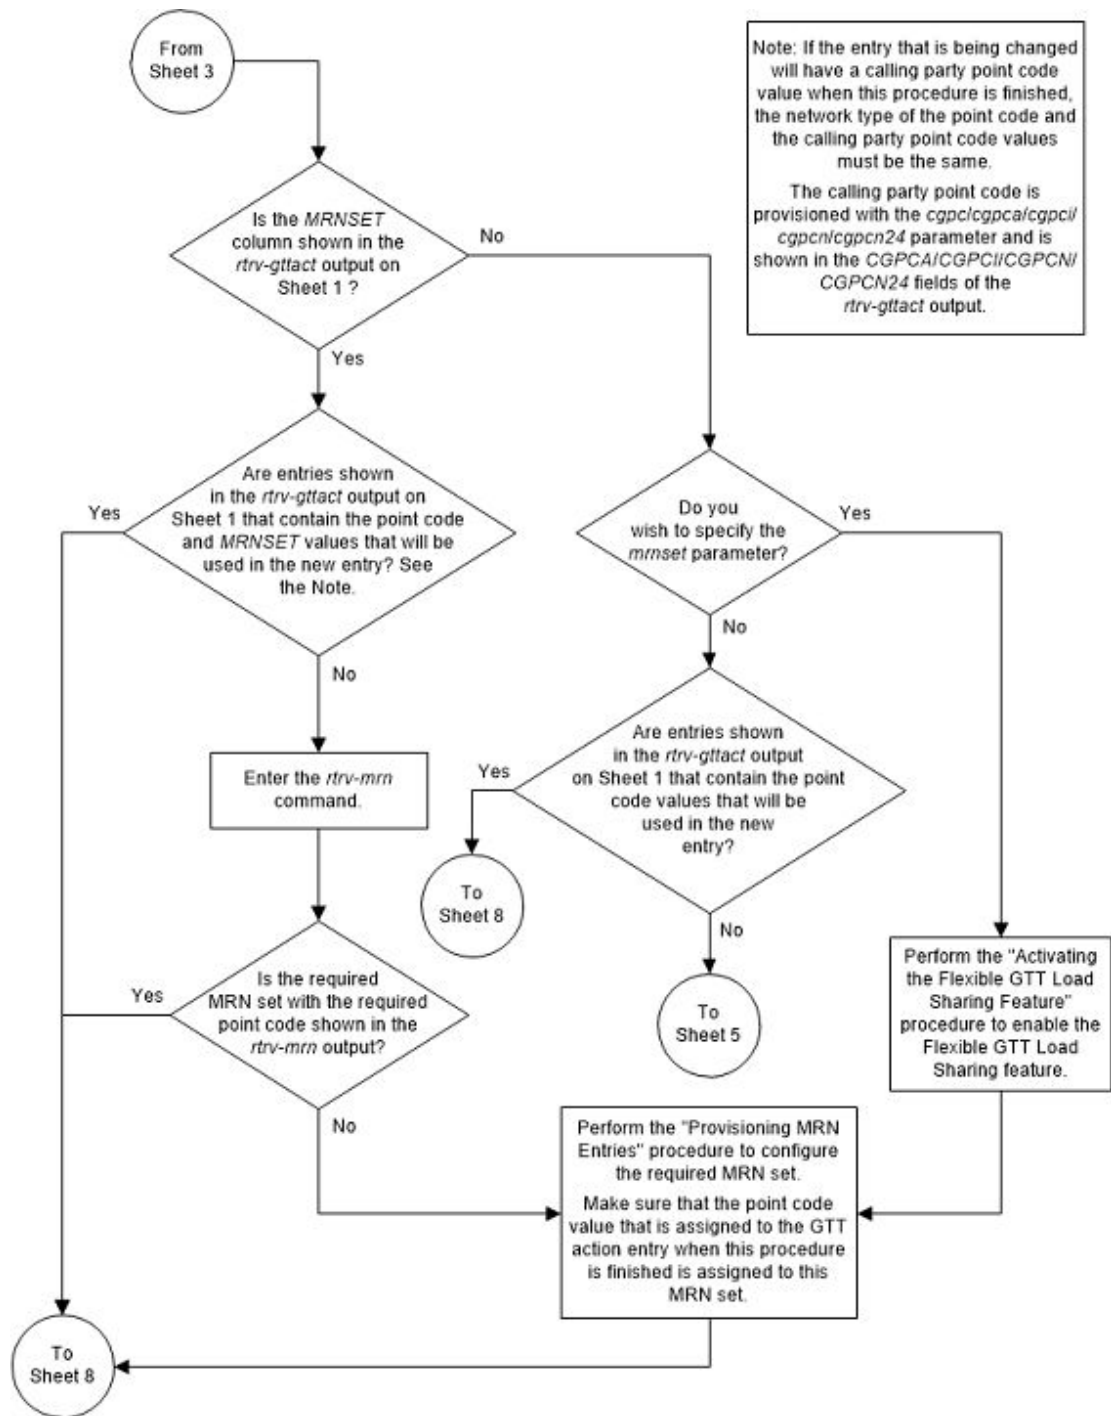 From
Sheet 3
Note: If the entry that is being changed
will have a calling party point code
value when this procedure is finished,
the network type of the point code and
the calling party point code values
must be the same.
The calling party point code is
provisioned with the cgpc/cgpca/cgpci/
cgpcn/cgpcn24 parameter and is
shown in the CGPCA/CGPCI/CGPCN/
CGPCN24 fields of the
rtrv-gttact output.
Is the MRNSET
column shown in the
rtrv-gttact output on
Sheet 1 ?
No
Yes
Are entries shown
in the rtrv-gttact output on
Sheet 1 that contain the point code
and MRNSET values that will be
used in the new entry? See
the Note.
Yes
No
Do you
wish to specify the
mrnset parameter?
Yes
No
Enter the rtrv-mrn
command.
Are entries shown
in the rtrv-gttact output
on Sheet 1 that contain the point
code values that will be
used in the new
entry?
Yes
To
Sheet 8
No
To
Sheet 5
Is the required
MRN set with the required
point code shown in the
rtrv-mrn output?
Yes
No
Perform the "Activating
the Flexible GTT Load
Sharing Feature"
procedure to enable the
Flexible GTT Load
Sharing feature.
Perform the "Provisioning MRN
Entries" procedure to configure
the required MRN set.
Make sure that the point code
value that is assigned to the GTT
action entry when this procedure
is finished is assigned to this
MRN set.
To
Sheet 8